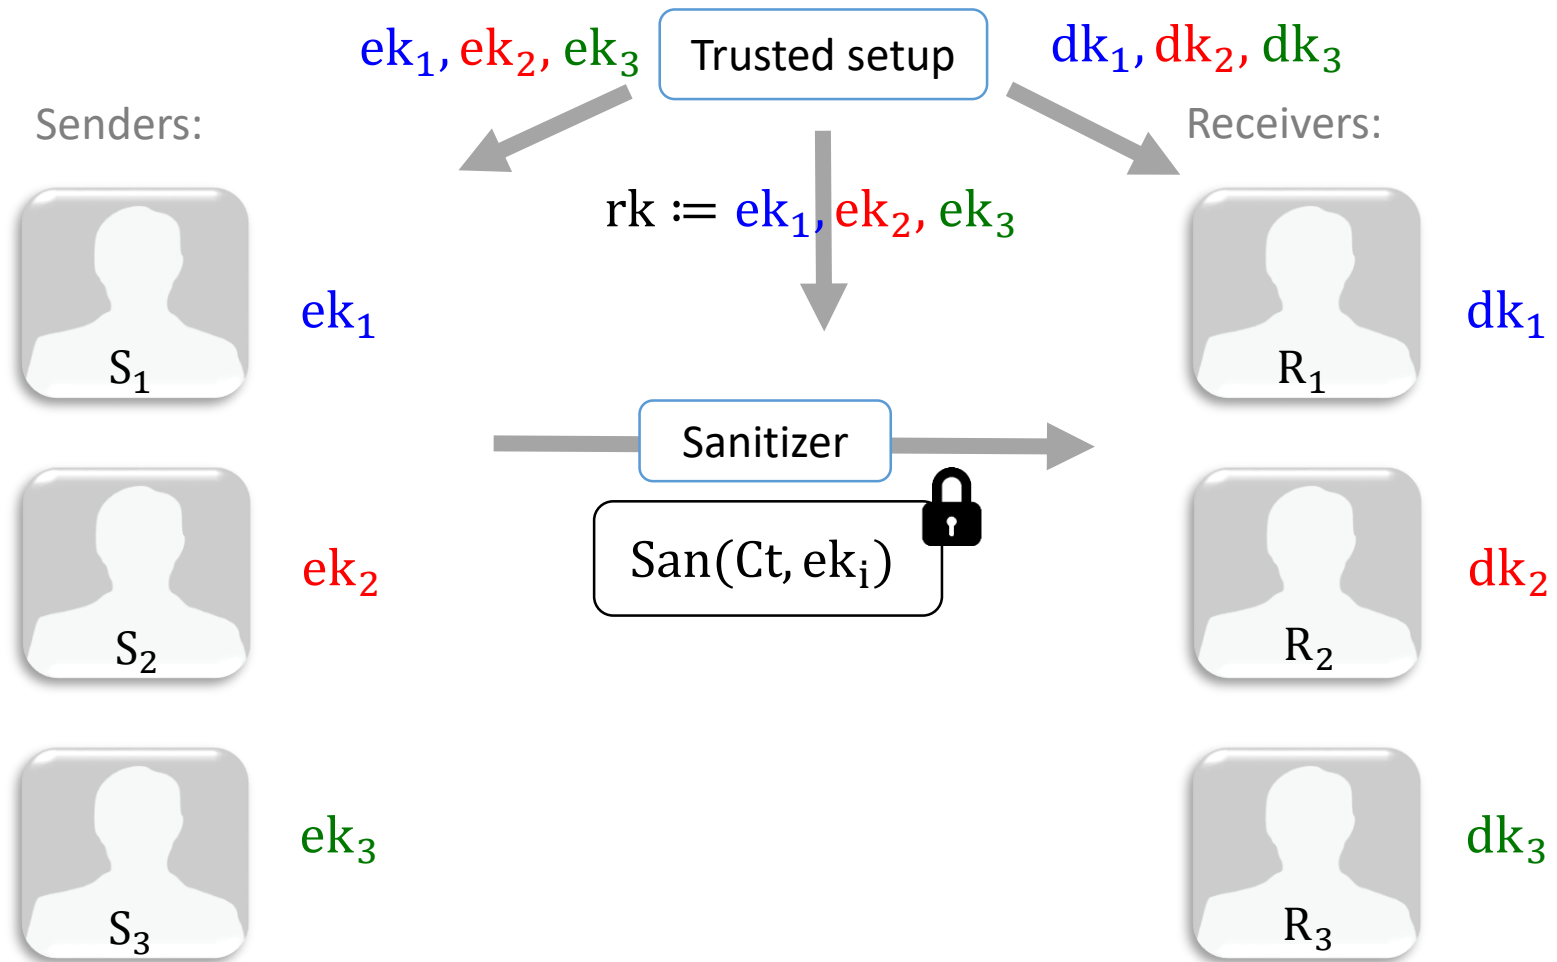 ek₁, ek₂, ek₃
Trusted setup
dk₁, dk₂, dk₃
Senders:
Receivers:
rk ≔ ek₁, ek₂, ek₃
S₁
ek₁
R₁
dk₁
Sanitizer
San(Ct, ekᵢ)
S₂
ek₂
R₂
dk₂
S₃
ek₃
R₃
dk₃